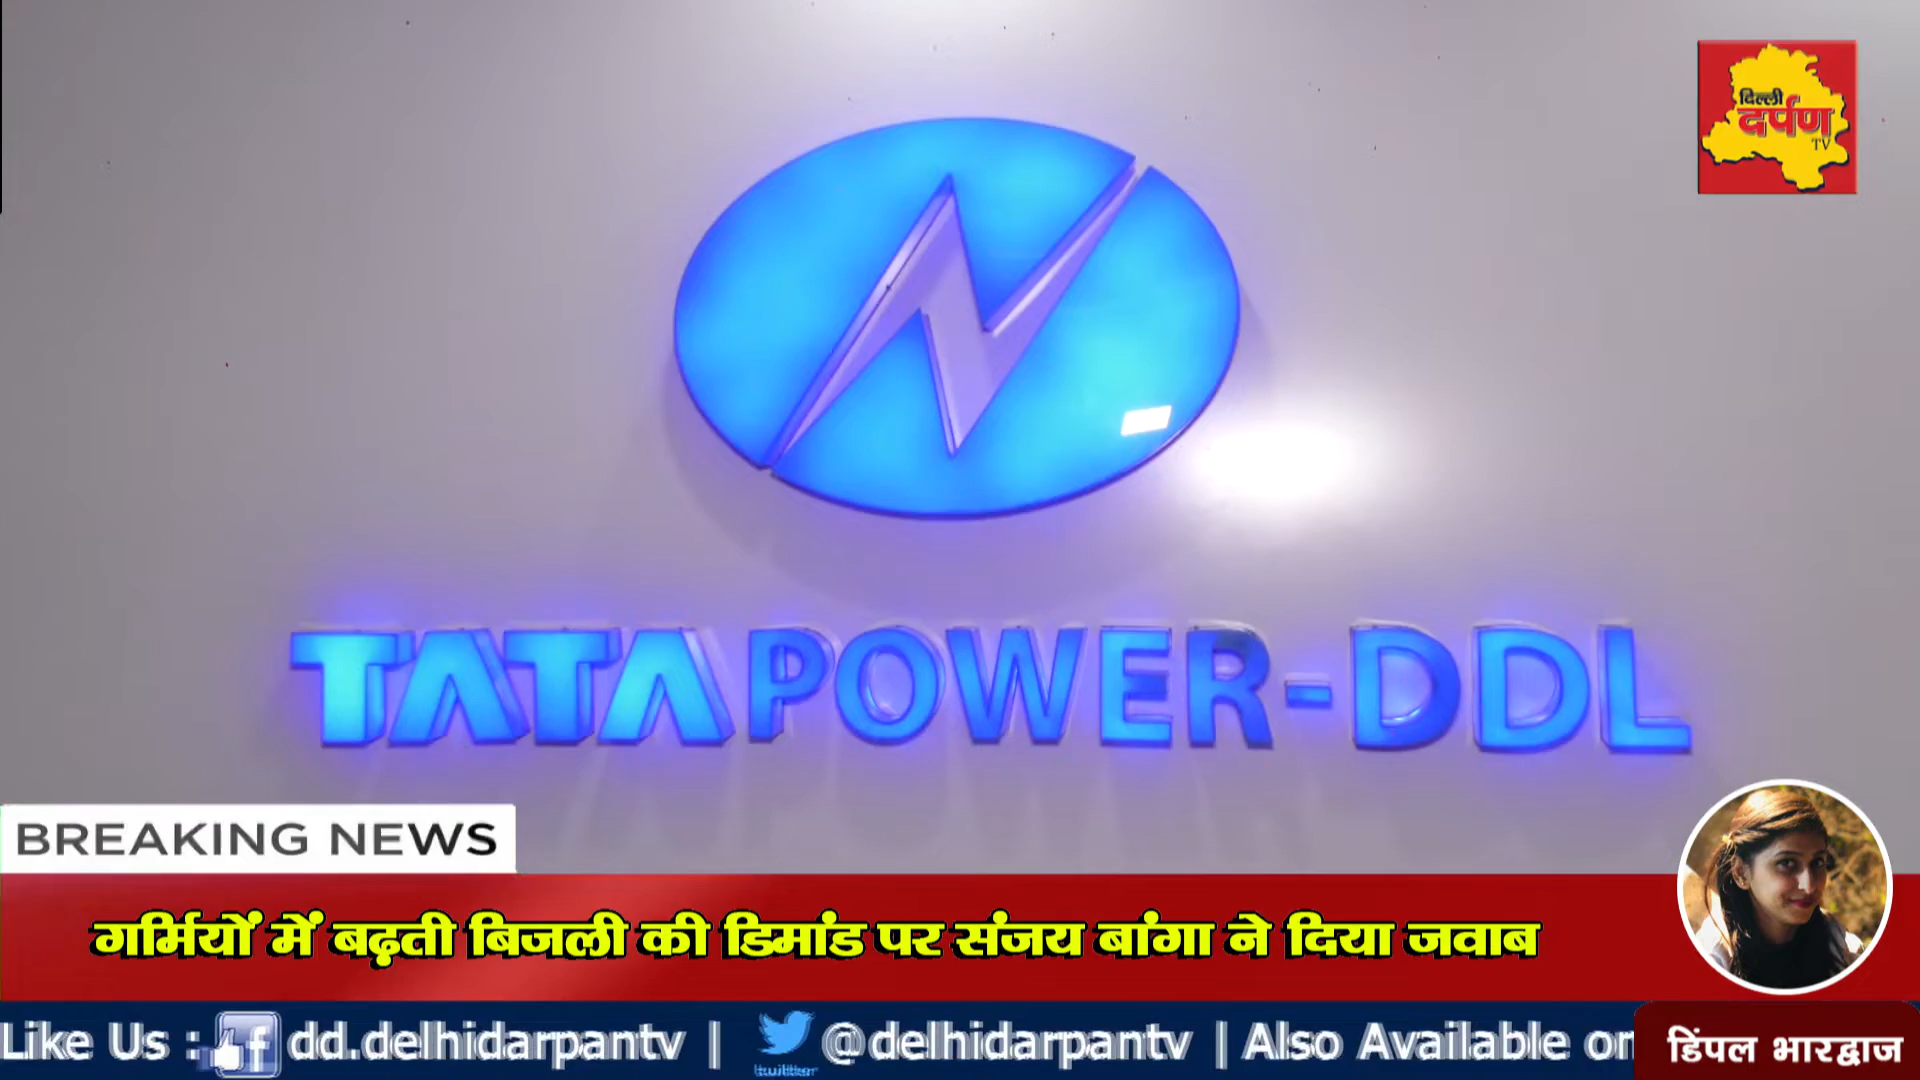 दिल्ली
दर्पण
TV
TATA POWER-DDL
BREAKING NEWS
गर्मियों में बढ़ती बिजली की डिमांड पर संजय बांगा ने दिया जवाब
Like Us : f dd.delhidarpantv | twitter @delhidarpantv | Also Available on
डिंपल भारद्वाज